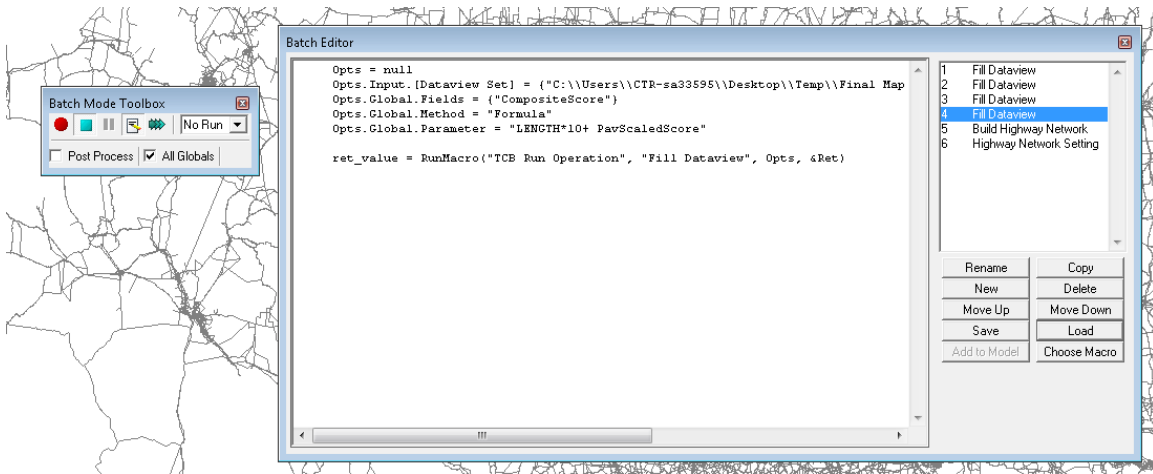 Batch Editor
Opts = null
Opts.Input.[Dataview Set] = {"C:\\Users\\CTR-sa33595\\Desktop\\Temp\\Final Map
Opts.Global.Fields = {"CompositeScore"}
Opts.Global.Method = "Formula"
Opts.Global.Parameter = "LENGTH*10+ PavScaledScore"
ret_value = RunMacro("TCB Run Operation", "Fill Dataview", Opts, &Ret)
1 Fill Dataview
2 Fill Dataview
3 Fill Dataview
4 Fill Dataview
5 Build Highway Network
6 Highway Network Setting
Rename Copy
New Delete
Move Up Move Down
Save Load
Add to Model Choose Macro
Batch Mode Toolbox
No Run
Post Process All Globals